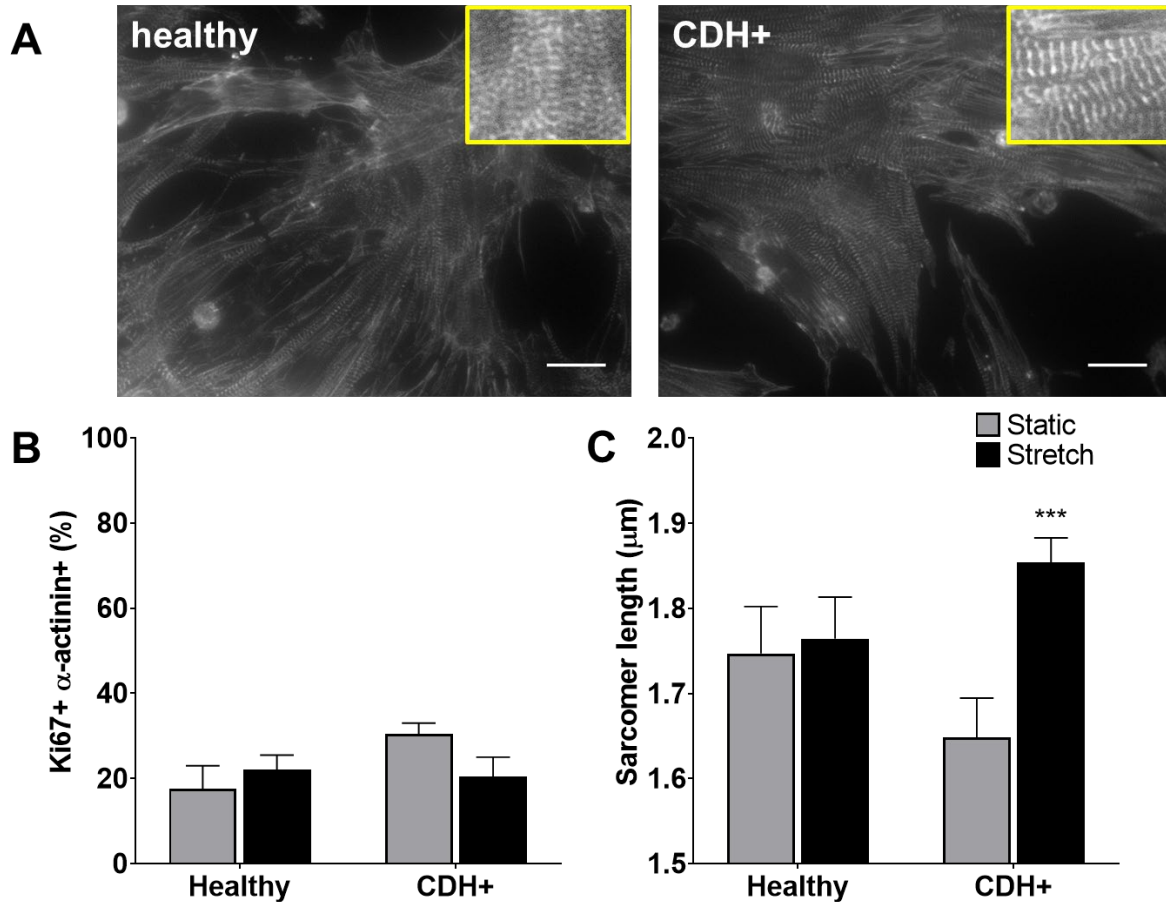 A
healthy
CDH+
B
Ki67+ α-actinin+ (%)
100
80
60
40
20
0
Healthy
CDH+
C
Static
Stretch
Sarcomer length (μm)
2.0
1.9
1.8
1.7
1.6
1.5
***
Healthy
CDH+